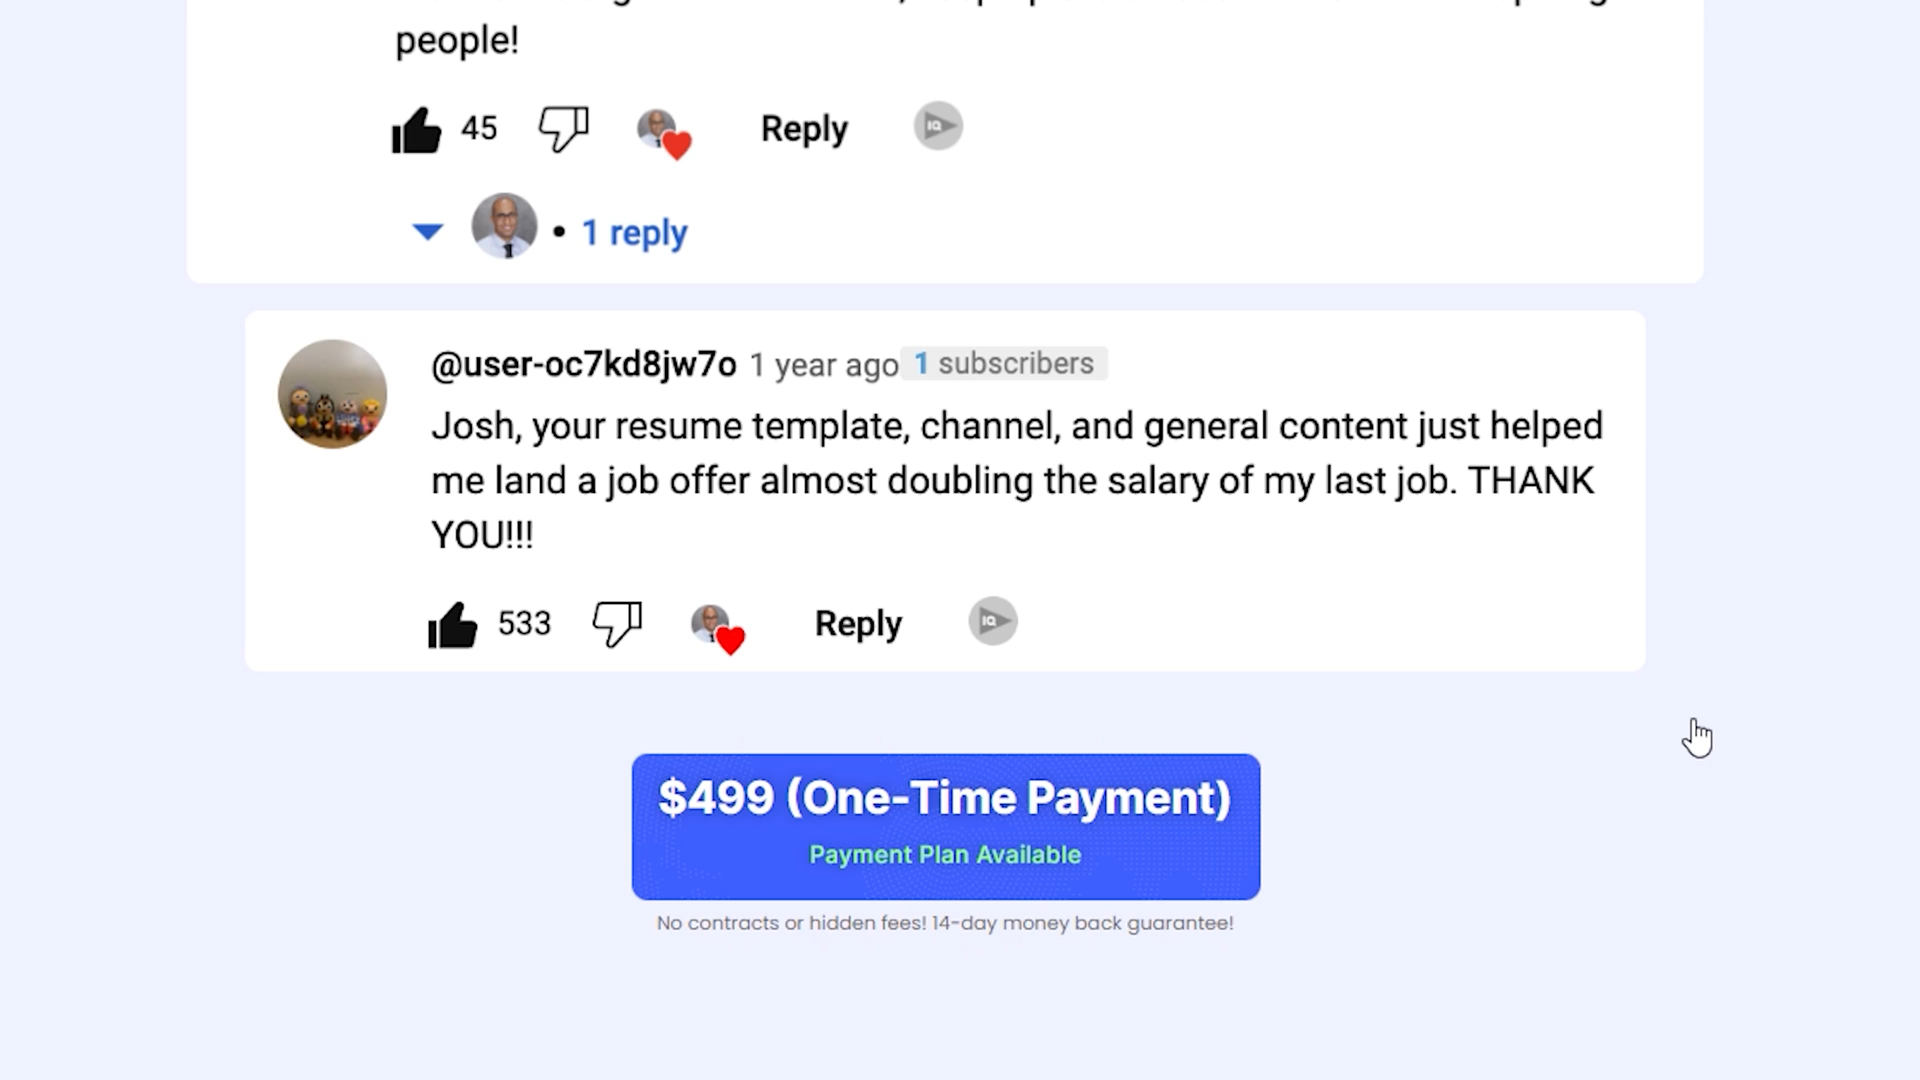 people!
45
Reply
IQ
1 reply
@user-oc7kd8jw7o 1 year ago 1 subscribers
Josh, your resume template, channel, and general content just helped
me land a job offer almost doubling the salary of my last job. THANK
YOU!!!
533
Reply
IQ
$499 (One-Time Payment)
Payment Plan Available
No contracts or hidden fees! 14-day money back guarantee!